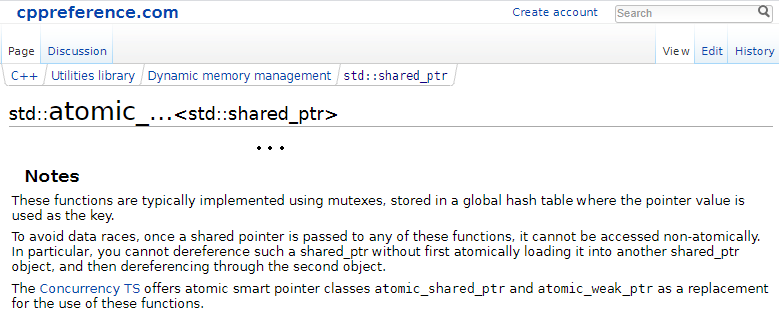 cppreference.com
Create account
Search
Page Discussion
View Edit History
C++ Utilities library Dynamic memory management std::shared_ptr
std::atomic_...<std::shared_ptr>
...
Notes
These functions are typically implemented using mutexes, stored in a global hash table where the pointer value is
used as the key.
To avoid data races, once a shared pointer is passed to any of these functions, it cannot be accessed non-atomically.
In particular, you cannot dereference such a shared_ptr without first atomically loading it into another shared_ptr
object, and then dereferencing through the second object.
The Concurrency TS offers atomic smart pointer classes atomic_shared_ptr and atomic_weak_ptr as a replacement
for the use of these functions.